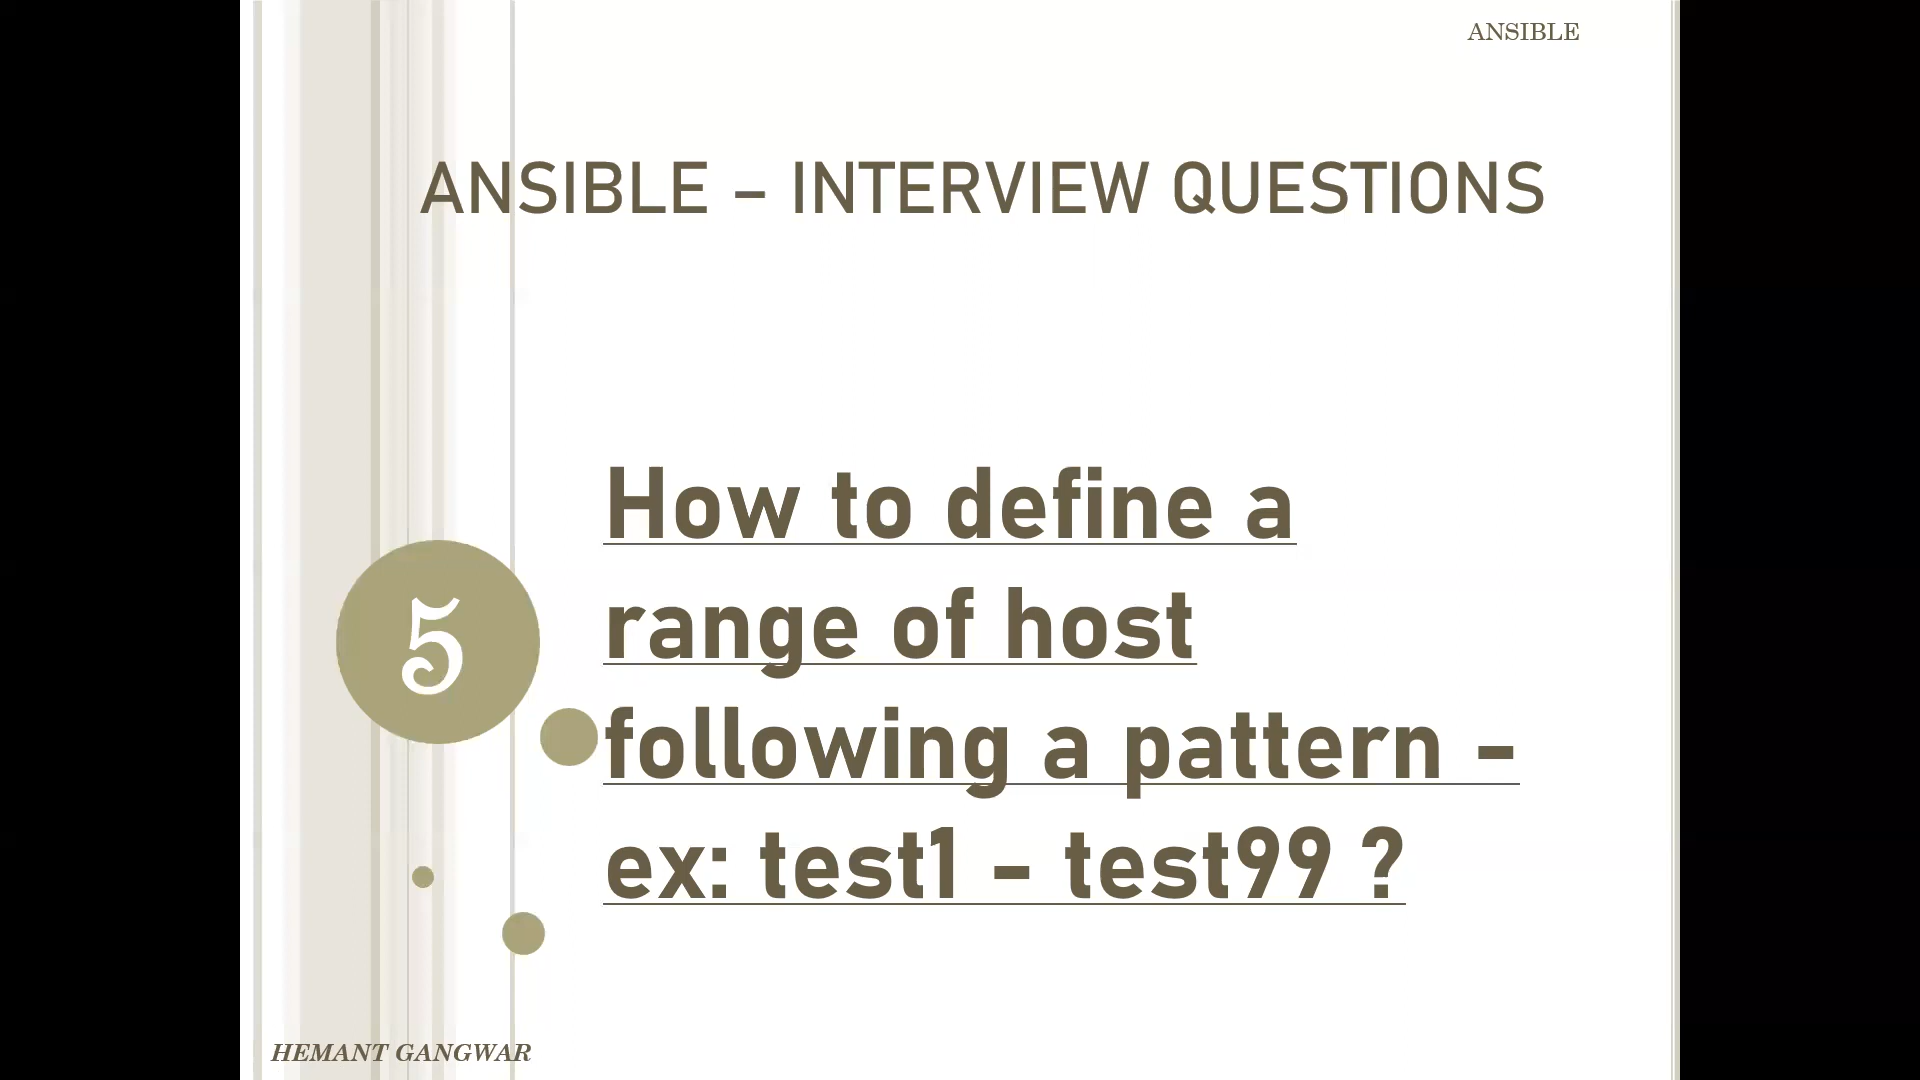 ANSIBLE
ANSIBLE – INTERVIEW QUESTIONS
How to define a
range of host
following a pattern -
ex: test1 - test99 ?
5
HEMANT GANGWAR